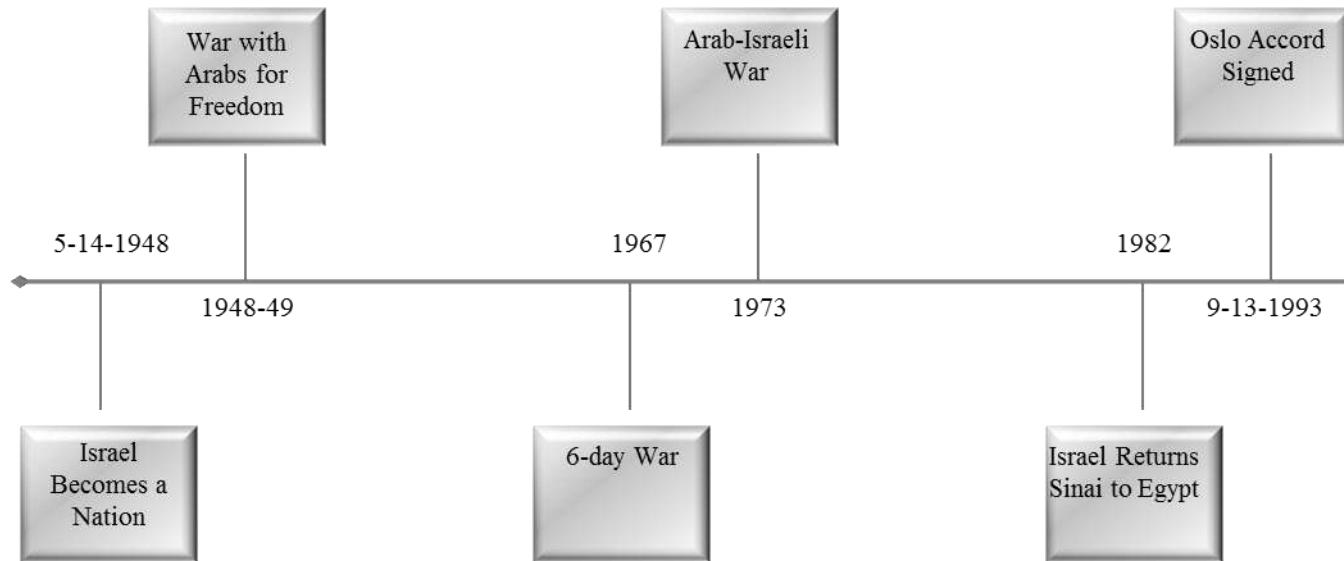 War with
Arabs for
Freedom
Arab-Israeli
War
Oslo Accord
Signed
5-14-1948
1967
1982
1948-49
1973
9-13-1993
Israel
Becomes a
Nation
6-day War
Israel Returns
Sinai to Egypt